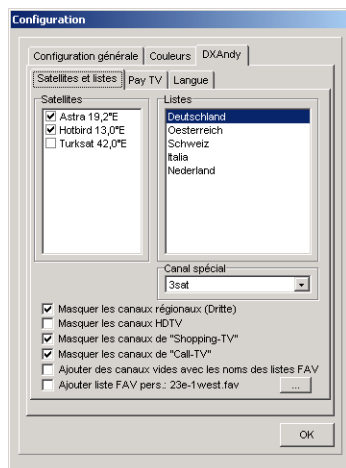 Configuration
Configuration générale
Couleurs
DXAndy
Satellites et listes
Pay TV
Langue
Satellites
Astra 19,2°E
Hotbird 13,0°E
Turksat 42,0°E
Listes
Deutschland
Oesterreich
Schweiz
Italia
Nederland
Canal spécial
3sat
Masquer les canaux régionaux (Dritte)
Masquer les canaux HDTV
Masquer les canaux de "Shopping-TV"
Masquer les canaux de "Call-TV"
Ajouter des canaux vides avec les noms des listes FAV
Ajouter liste FAV pers.: 23e-1west.fav
...
OK